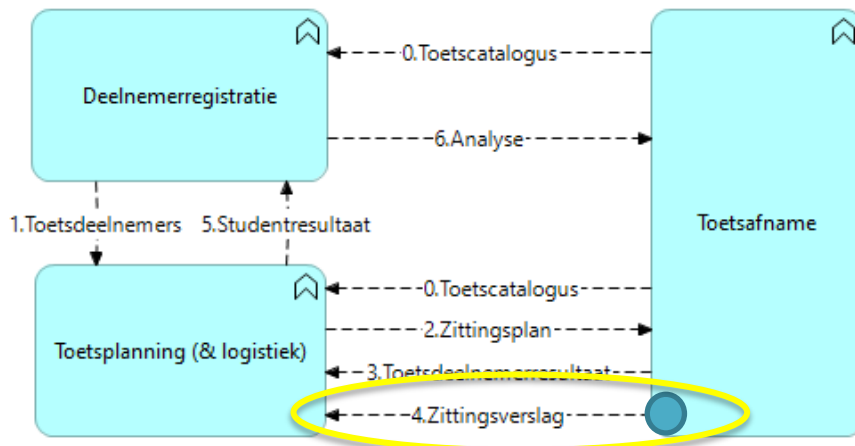 0.Toetscatalogus
Deelnemerregistratie
6.Analyse
1.Toetsdeelnemers
5.Studentresultaat
Toetsafname
0.Toetscatalogus
2.Zittingsplan
Toetsplanning (& logistiek)
3.Toetsdeelnemerresultaat
4.Zittingsverslag